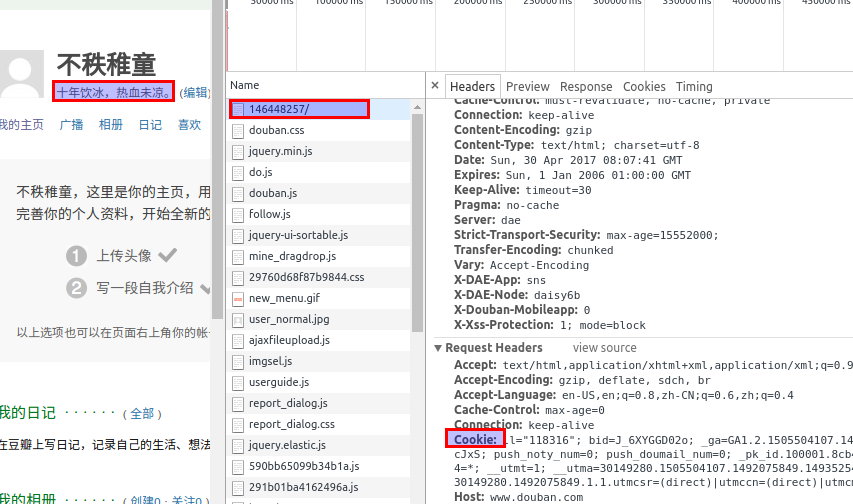 50000 ms 100000 ms 150000 ms 200000 ms 250000 ms 300000 ms 350000 ms 400000 ms 450000 ms
不秩稚童
十年饮冰，热血未凉。 (编辑)
我的主页 广播 相册 日记 喜欢
不秩稚童，这里是你的主页，用
完善你的个人资料，开始全新的
1 上传头像
2 写一段自我介绍
以上选项也可以在页面右上角你的帐
我的日记 · · · · · · ( 全部 )
在豆瓣上写日记，记录自己的生活、想法
我的相册 · · · · · · ( 创建0 · 关注0 )
Name
146448257/
douban.css
jquery.min.js
do.js
douban.js
follow.js
jquery-ui-sortable.js
mine_dragdrop.js
29760d68f87b9844.css
new_menu.gif
user_normal.jpg
ajaxfileupload.js
imgsel.js
userguide.js
report_dialog.js
report_dialog.css
jquery.elastic.js
590bb65099b34b1a.js
291b01ba4162496a.js
× Headers Preview Response Cookies Timing
Cache-Control: must-revalidate, no-cache, private
Connection: keep-alive
Content-Encoding: gzip
Content-Type: text/html; charset=utf-8
Date: Sun, 30 Apr 2017 08:07:41 GMT
Expires: Sun, 1 Jan 2006 01:00:00 GMT
Keep-Alive: timeout=30
Pragma: no-cache
Server: dae
Strict-Transport-Security: max-age=15552000;
Transfer-Encoding: chunked
Vary: Accept-Encoding
X-DAE-App: sns
X-DAE-Node: daisy6b
X-Douban-Mobileapp: 0
X-Xss-Protection: 1; mode=block
▼ Request Headers view source
Accept: text/html,application/xhtml+xml,application/xml;q=0.9
Accept-Encoding: gzip, deflate, sdch, br
Accept-Language: en-US,en;q=0.8,zh-CN;q=0.6,zh;q=0.4
Cache-Control: max-age=0
Connection: keep-alive
Cookie: ll="118316"; bid=J_6XYGGD02o; _ga=GA1.2.1505504107.14
cJxS; push_noty_num=0; push_doumail_num=0; _pk_id.100001.8cb4
4=*; __utmt=1; __utma=30149280.1505504107.1492075849.14935254
30149280.1492075849.1.1.utmcsr=(direct)|utmccn=(direct)|utmc
Host: www.douban.com